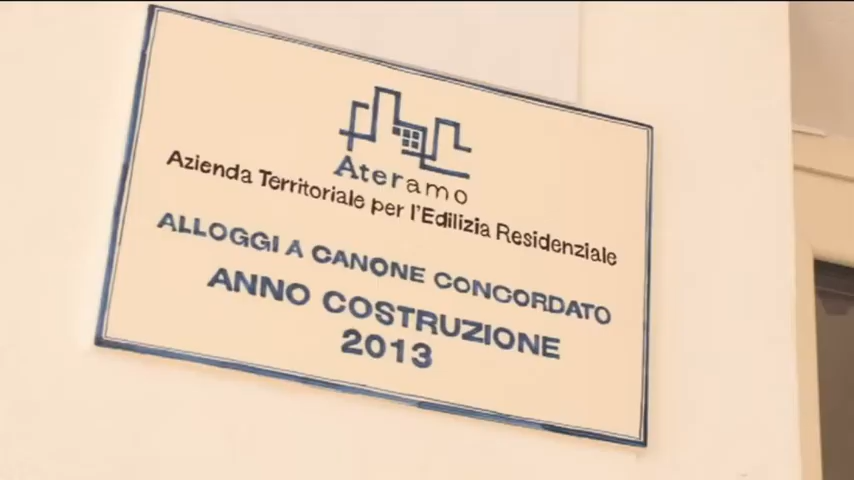 Ateramo
Azienda Territoriale per l'Edilizia Residenziale
ALLOGGI A CANONE CONCORDATO
ANNO COSTRUZIONE
2013